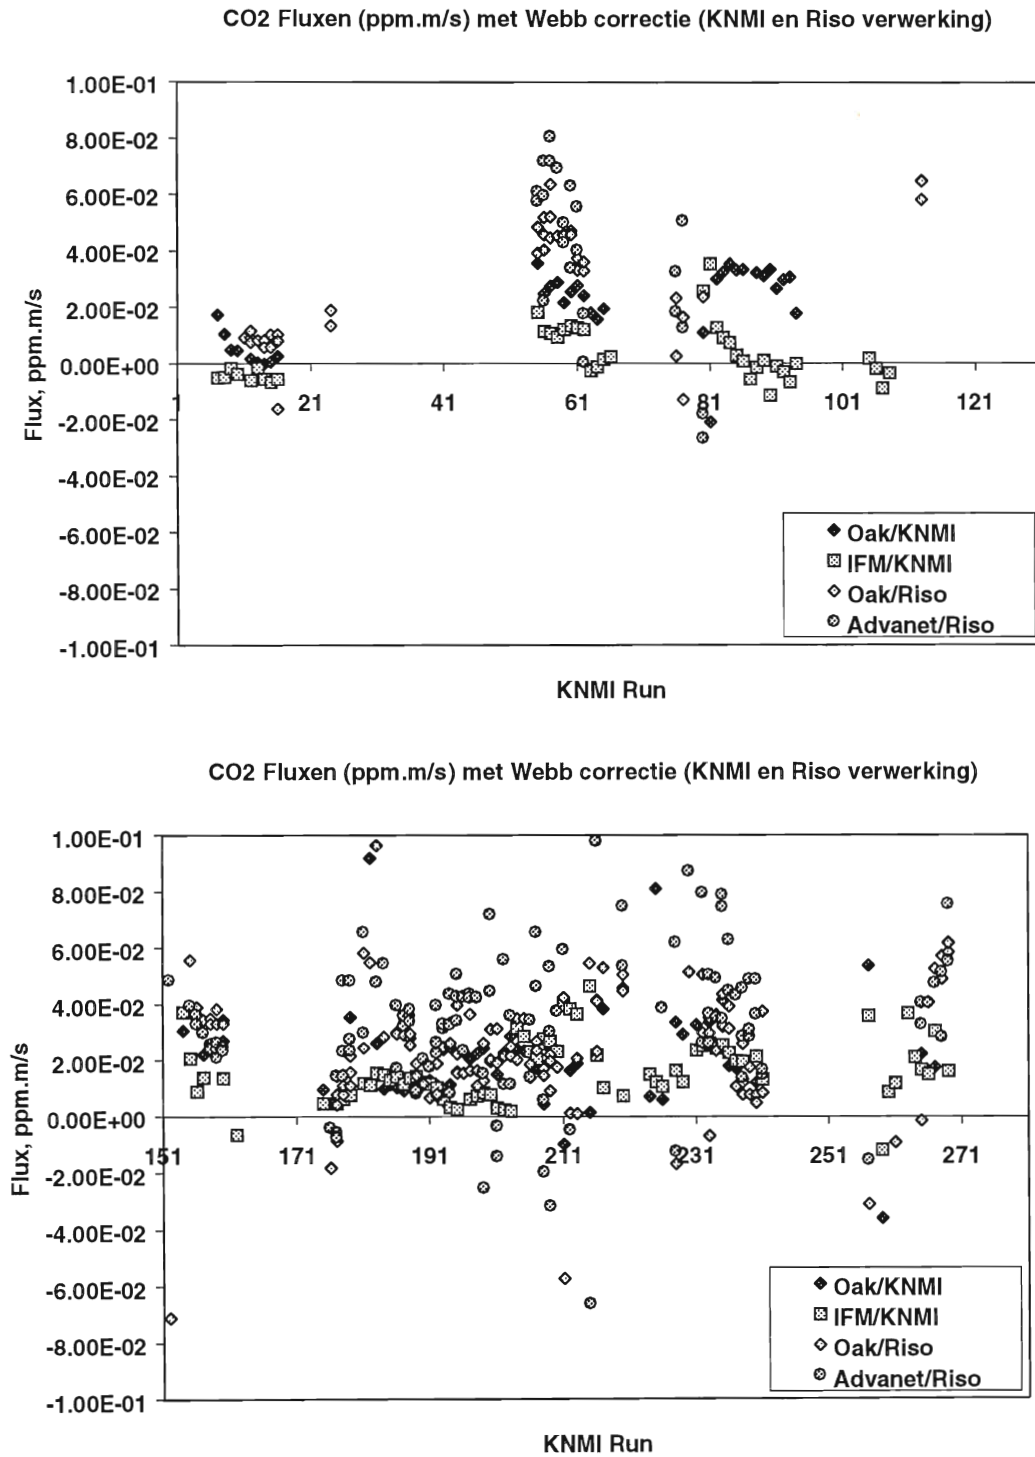 CO2 Fluxen (ppm.m/s) met Webb correctie (KNMI en Riso verwerking)
1.00E-01
8.00E-02
6.00E-02
4.00E-02
2.00E-02
0.00E+00
-2.00E-02
-4.00E-02
-6.00E-02
-8.00E-02
-1.00E-01
Flux, ppm.m/s
1 21 41 61 81 101 121
Oak/KNMI
IFM/KNMI
Oak/Riso
Advanet/Riso
KNMI Run
CO2 Fluxen (ppm.m/s) met Webb correctie (KNMI en Riso verwerking)
1.00E-01
8.00E-02
6.00E-02
4.00E-02
2.00E-02
0.00E+00
-2.00E-02
-4.00E-02
-6.00E-02
-8.00E-02
-1.00E-01
Flux, ppm.m/s
151 171 191 211 231 251 271
Oak/KNMI
IFM/KNMI
Oak/Riso
Advanet/Riso
KNMI Run